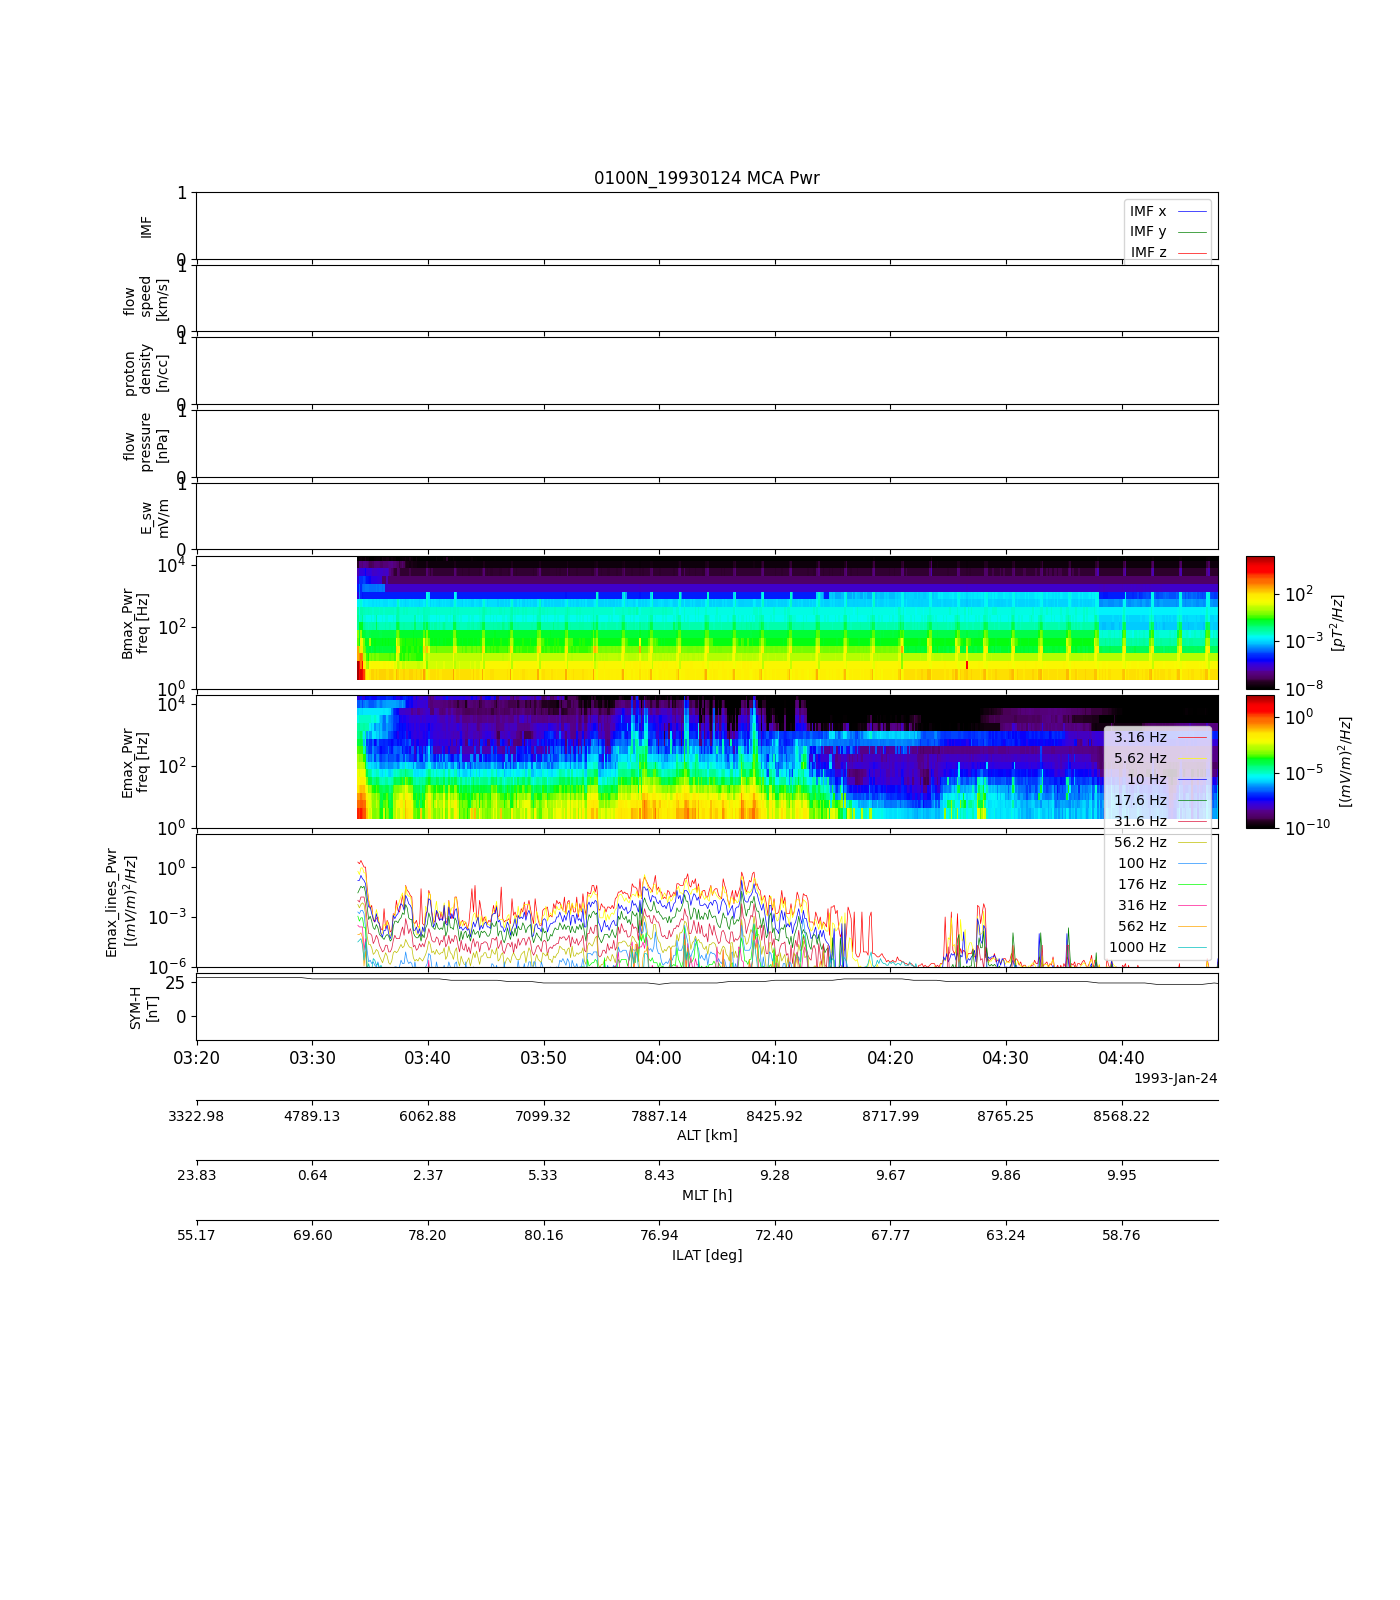 0100N_19930124 MCA Pwr
1
0
IMF
IMF x
IMF y
IMF z
1
0
flow
speed
[km/s]
1
0
proton
density
[n/cc]
1
0
flow
pressure
[nPa]
1
0
E_sw
mV/m
10^4
10^2
10^0
Bmax_Pwr
freq [Hz]
10^2
10^-3
10^-8
[pT^2/Hz]
10^4
10^2
10^0
Emax_Pwr
freq [Hz]
10^0
10^-5
10^-10
[(mV/m)^2/Hz]
3.16 Hz
5.62 Hz
10 Hz
17.6 Hz
31.6 Hz
56.2 Hz
100 Hz
176 Hz
316 Hz
562 Hz
1000 Hz
10^0
10^-3
10^-6
Emax_lines_Pwr
[(mV/m)^2/Hz]
25
0
SYM-H
[nT]
03:20 03:30 03:40 03:50 04:00 04:10 04:20 04:30 04:40
1993-Jan-24
3322.98 4789.13 6062.88 7099.32 7887.14 8425.92 8717.99 8765.25 8568.22
ALT [km]
23.83 0.64 2.37 5.33 8.43 9.28 9.67 9.86 9.95
MLT [h]
55.17 69.60 78.20 80.16 76.94 72.40 67.77 63.24 58.76
ILAT [deg]